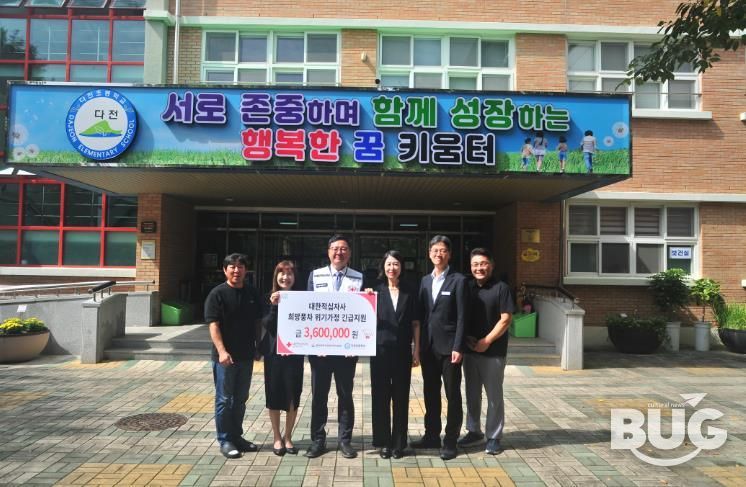 다전초등학교
다전
DAJEON ELEMENTARY SCHOOL
서로 존중하며 함께 성장하는
행복한 꿈 키움터
보건실
대한적십자사
희망풍차 위기가정 긴급지원
금 3,600,000 원
cultural news
BUG